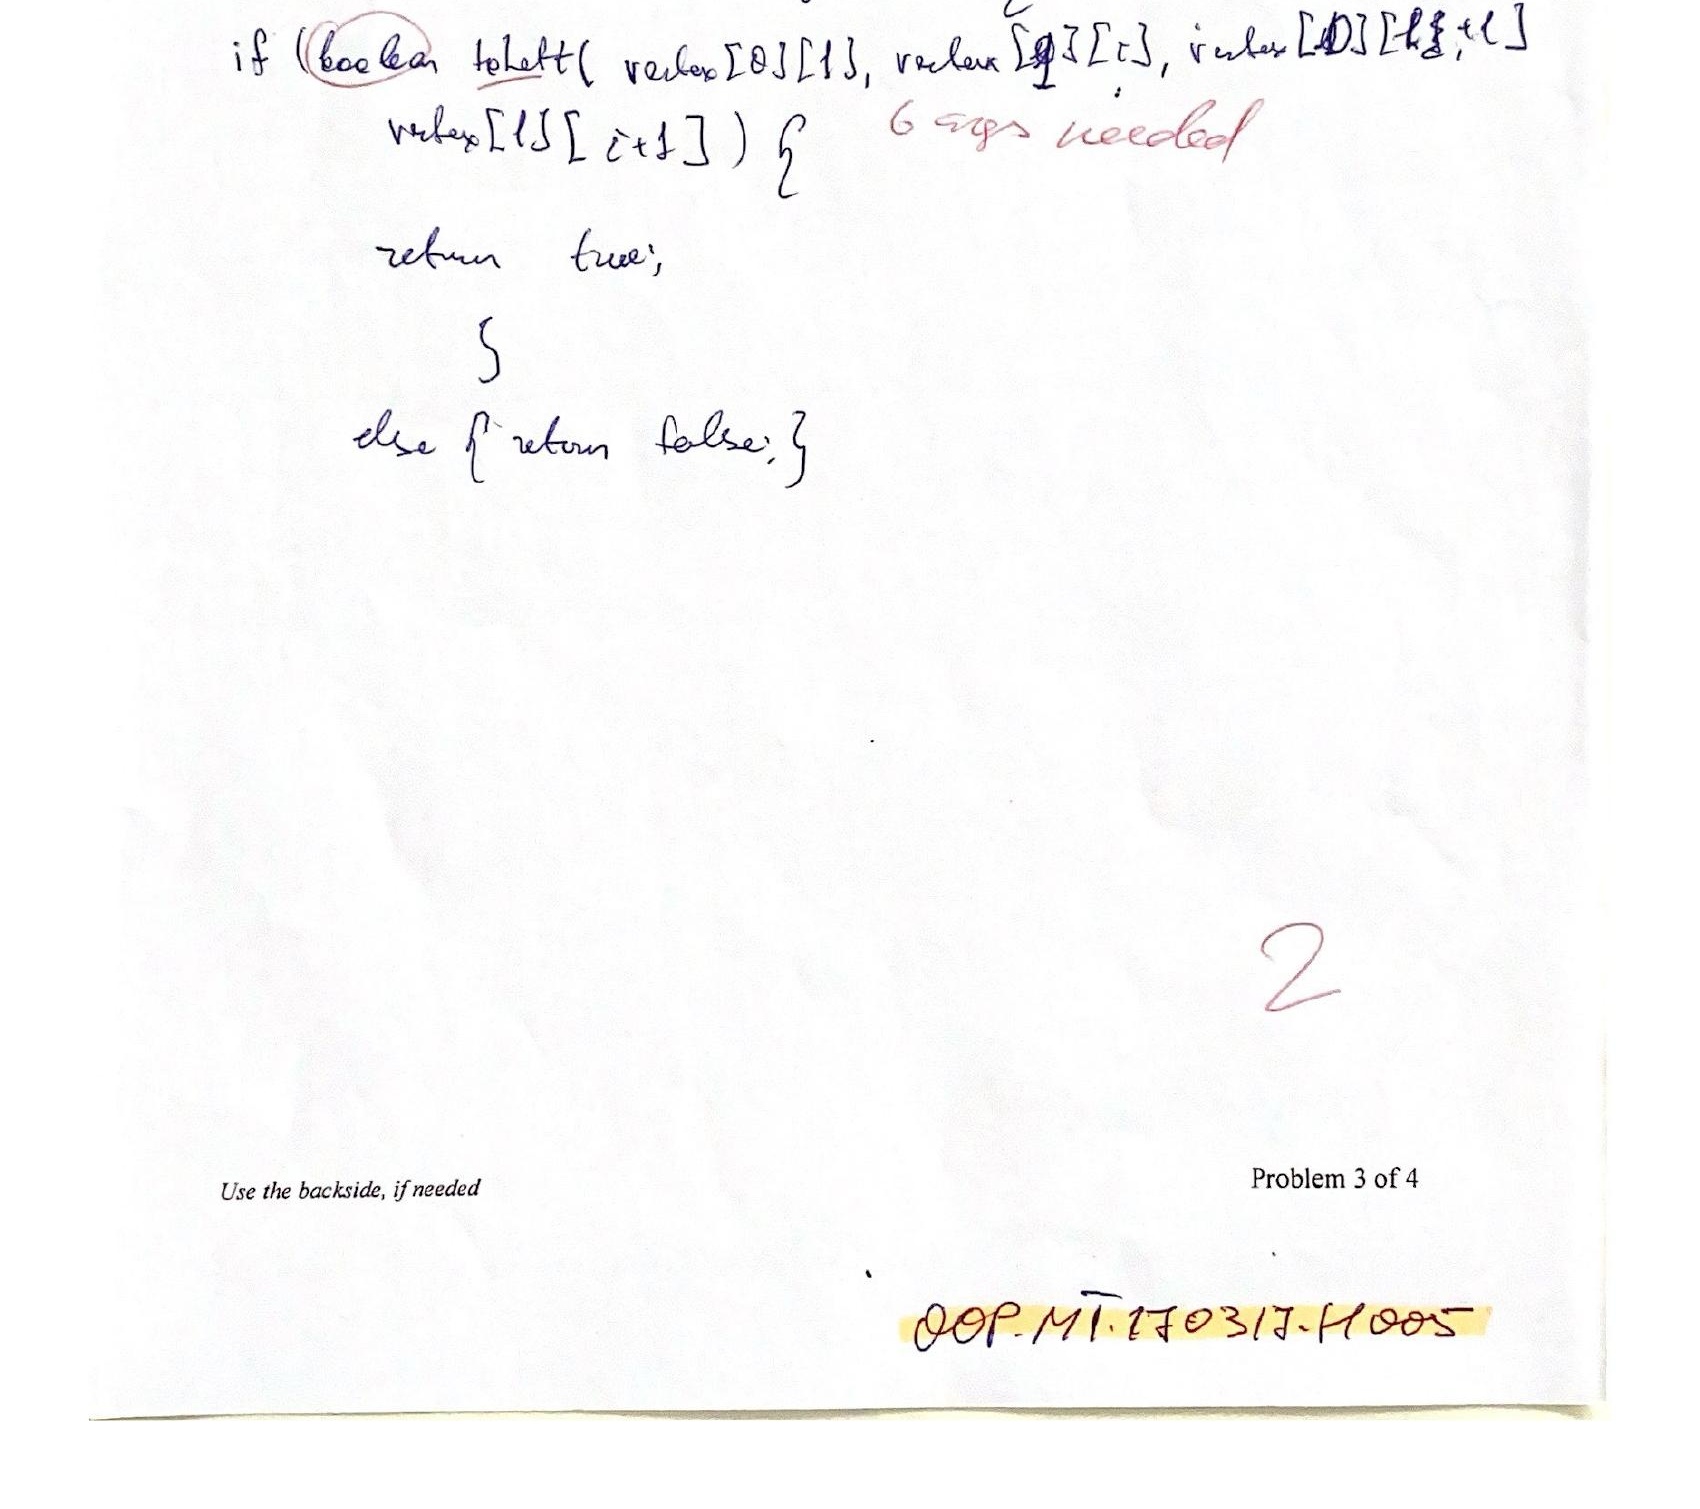 if (boolean toLeft( vertex[0][1], vertex[1][i], vertex[0][i+1]
vertex[1][i+1]) {
6 args needed
return true;
}
else { return false; }
2
Use the backside, if needed
Problem 3 of 4
OOP.MT.170317.H005